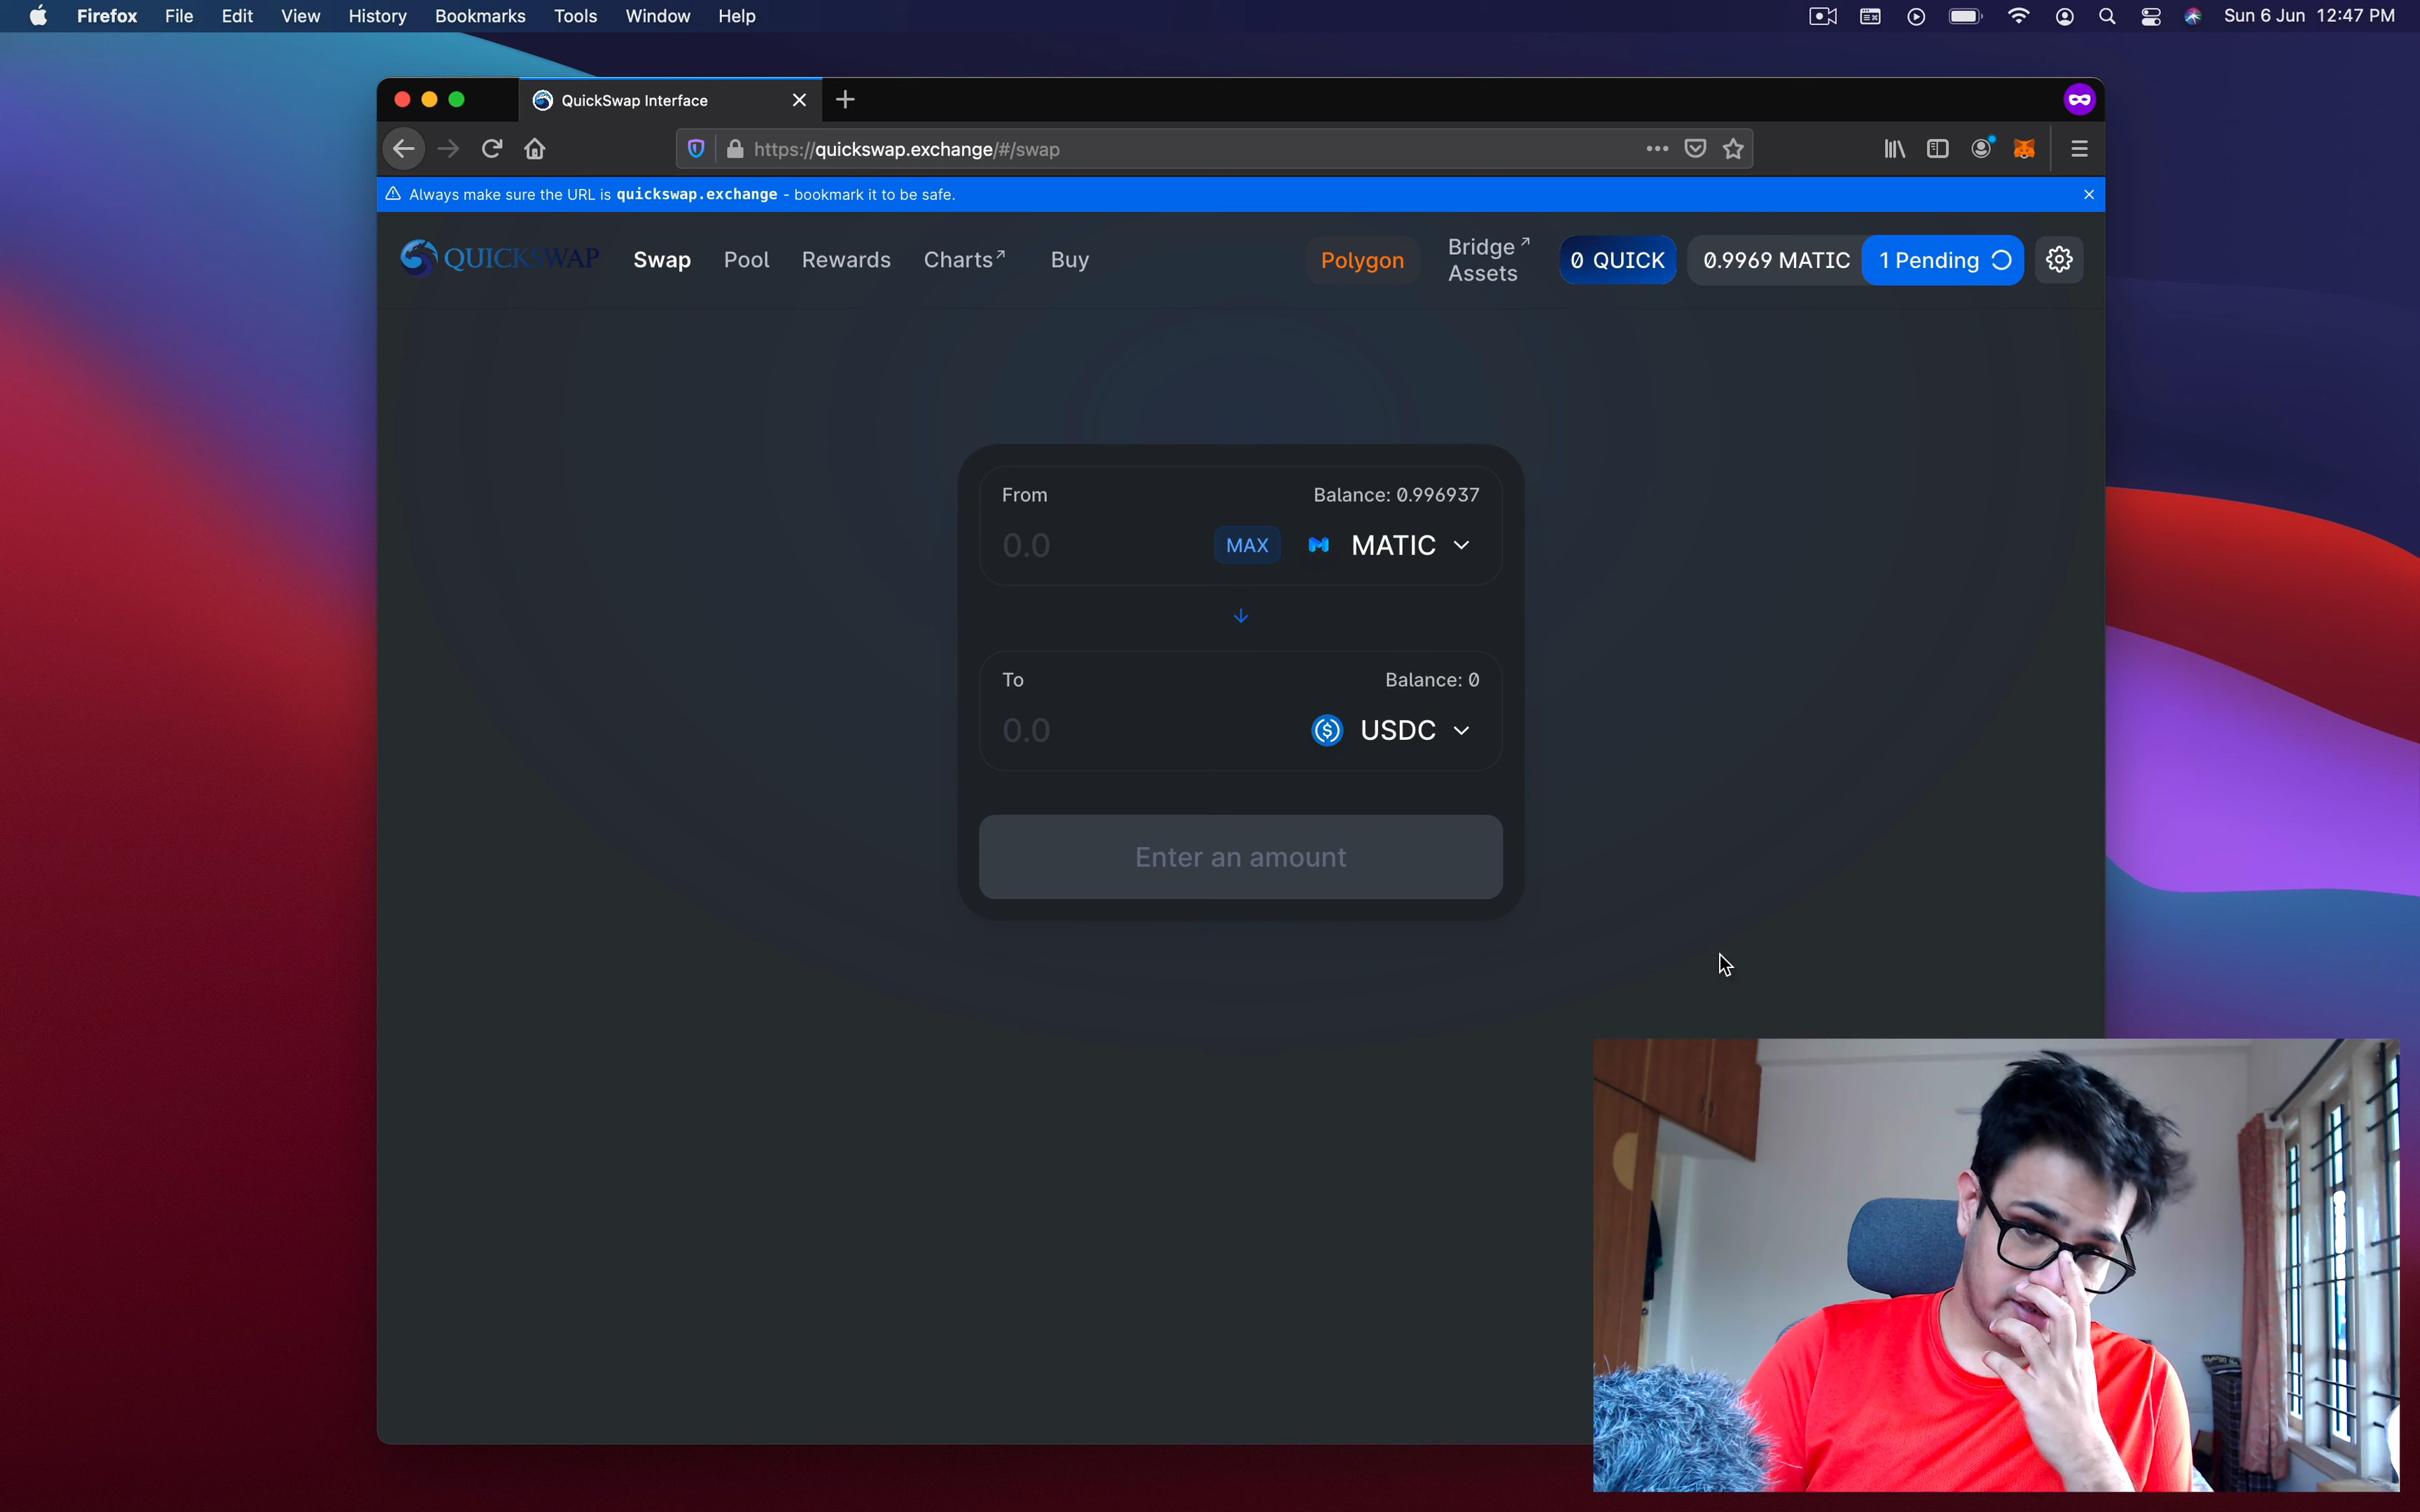 Firefox File Edit View History Bookmarks Tools Window Help Sun 6 Jun 12:47 PM
QuickSwap Interface
https://quickswap.exchange/#/swap
Always make sure the URL is quickswap.exchange - bookmark it to be safe.
QUICKSWAP Swap Pool Rewards Charts↗ Buy Polygon Bridge↗ Assets 0 QUICK 0.9969 MATIC 1 Pending
From Balance: 0.996937
0.0 MAX MATIC
To Balance: 0
0.0 USDC
Enter an amount